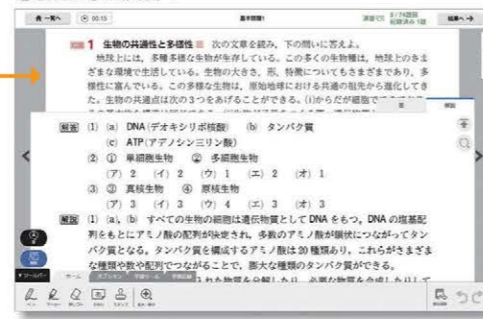 一覧へ
00:15
基本問題1
結果へ→
1 生物の共通性と多様性 次の文章を読み、下の問いに答えよ。
地球上には、多種多様な生物が生存している。この多くの生物種は、地球上のさま
ざまな環境で生活している。生物の大きさ、形、特徴についてもさまざまであり、多
様性に富んでいる。この多様な生物は、原始地球における共通の祖先から進化してき
た。生物の共通点は次の3つをあげることができる。(i)からだが細胞で
解説
解答 (1) (a) DNA(デオキシリボ核酸) (b) タンパク質
(c) ATP(アデノシン三リン酸)
(2) ① 単細胞生物 ② 多細胞生物
(ア) 2 (イ) 2 (ウ) 1 (エ) 2 (オ) 1
(3) ③ 真核生物 ④ 原核生物
(ア) 3 (イ) 3 (ウ) 4 (エ) 3 (オ) 3
解説 (1) (a), (b) すべての生物の細胞は遺伝物質として DNA をもつ。DNA の塩基配
列をもとにアミノ酸の配列が決定され、多数のアミノ酸が鎖状につながってタン
パク質となる。タンパク質を構成するアミノ酸は 20 種類あり、これらがさまざま
な種類や数や配列でつながることで、膨大な種類のタンパク質ができる。
ツールバー ホーム